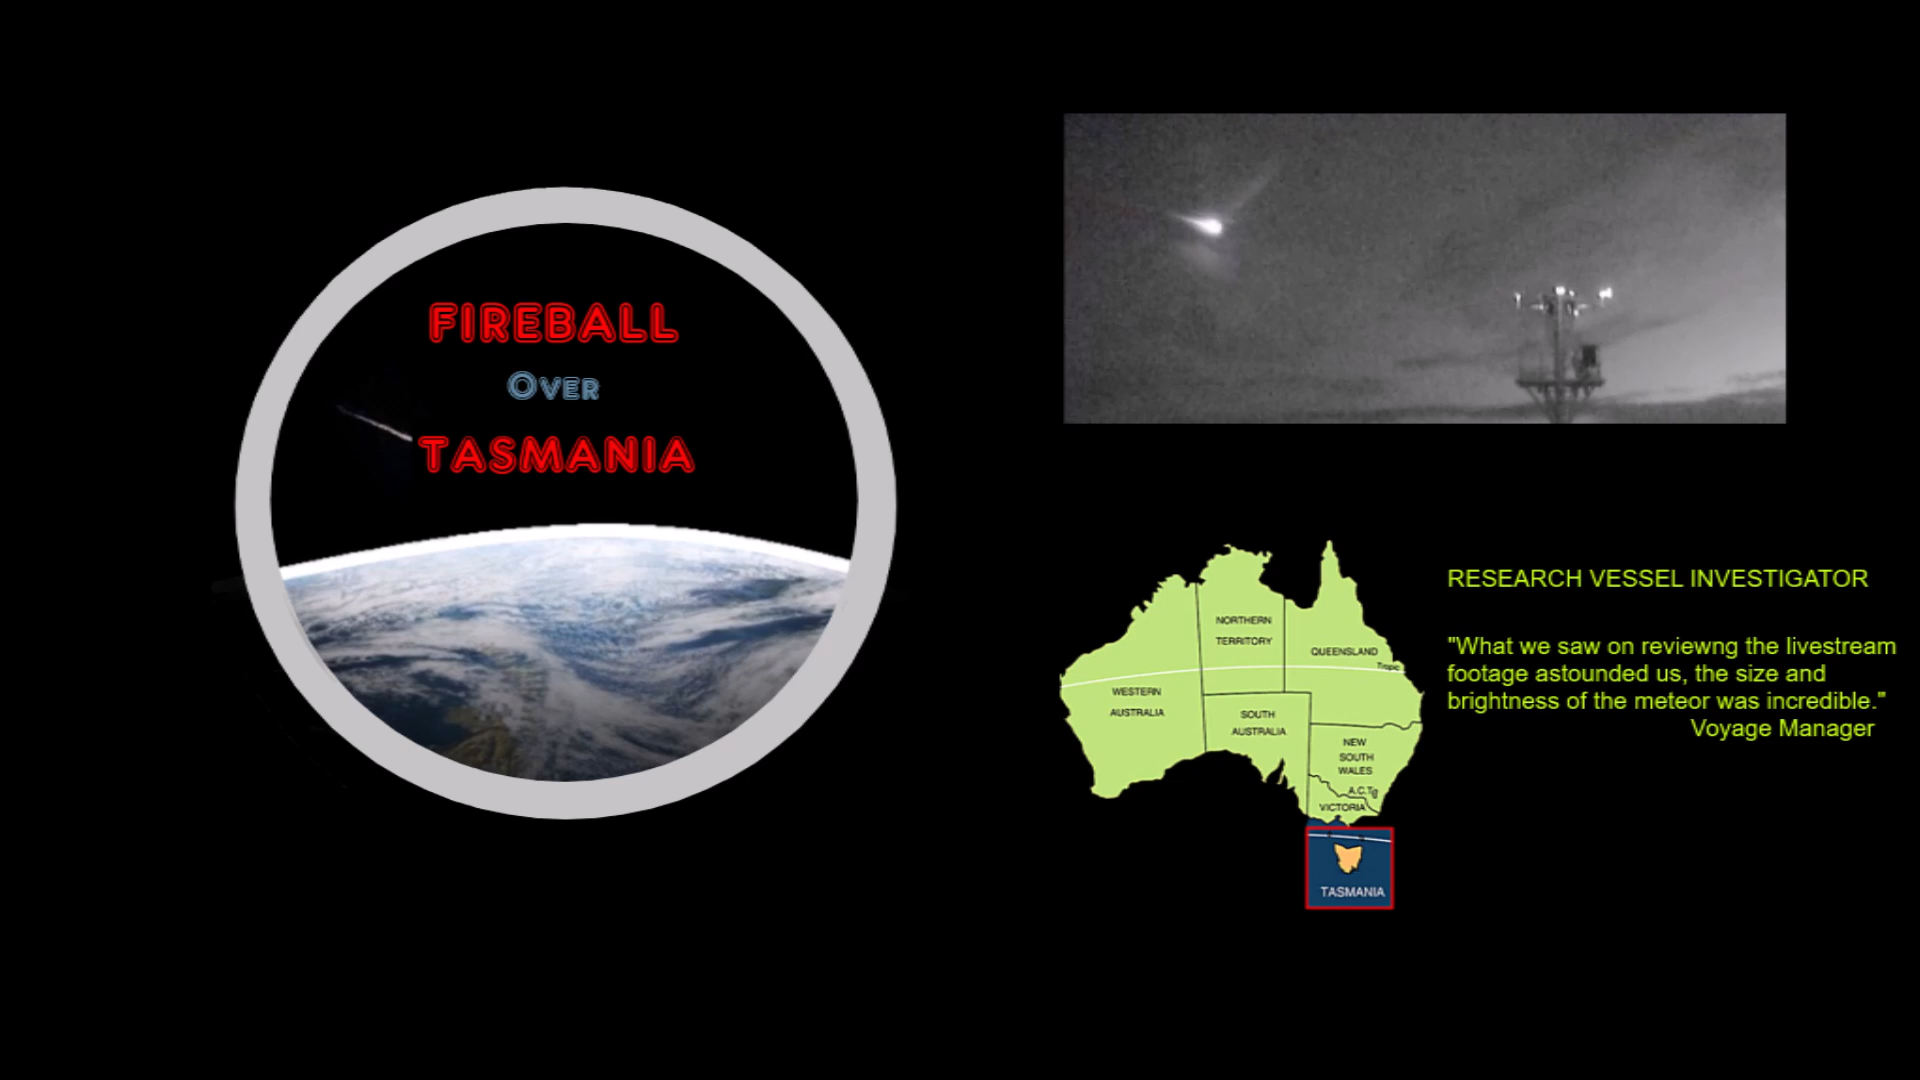 FIREBALL
OVER
TASMANIA
NORTHERN
TERRITORY
QUEENSLAND
Tropic
WESTERN
AUSTRALIA
SOUTH
AUSTRALIA
NEW
SOUTH
WALES
VICTORIA
TASMANIA
RESEARCH VESSEL INVESTIGATOR
"What we saw on reviewng the livestream
footage astounded us, the size and
brightness of the meteor was incredible."
Voyage Manager